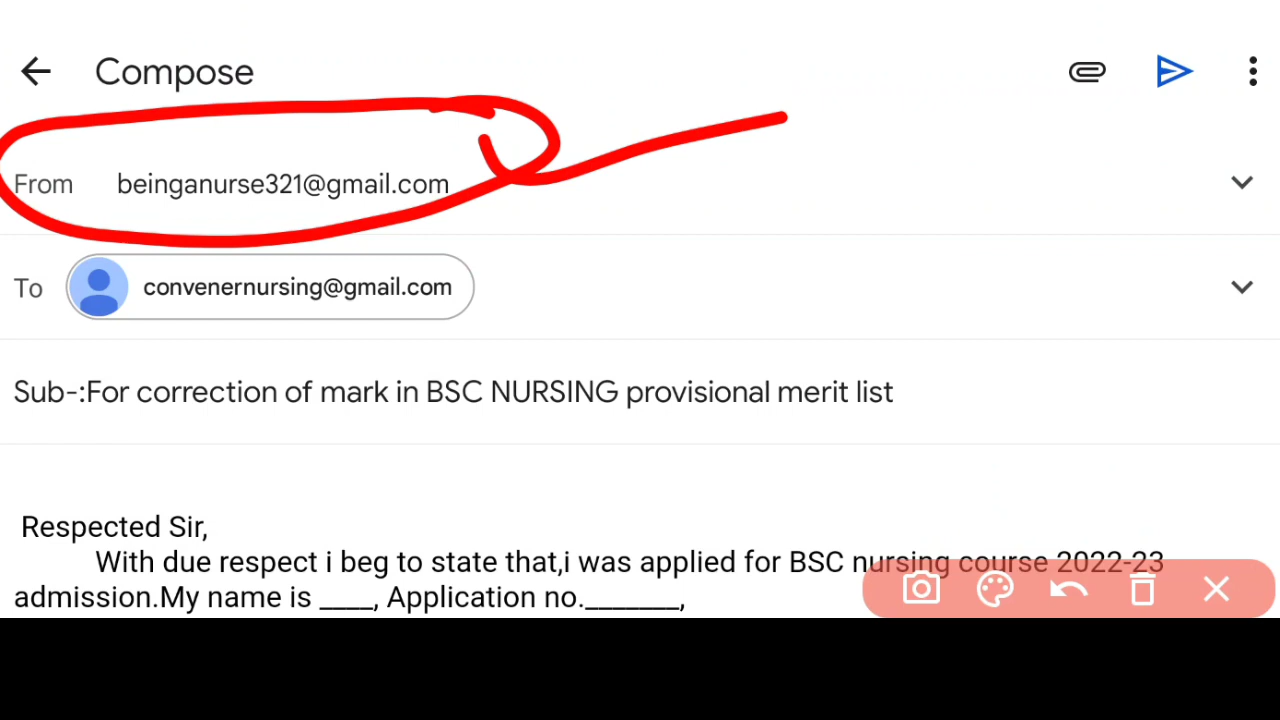 Compose
From beinganurse321@gmail.com
To convenernursing@gmail.com
Sub-:For correction of mark in BSC NURSING provisional merit list
Respected Sir,
With due respect i beg to state that,i was applied for BSC nursing course 2022-23
admission.My name is ____, Application no._______,